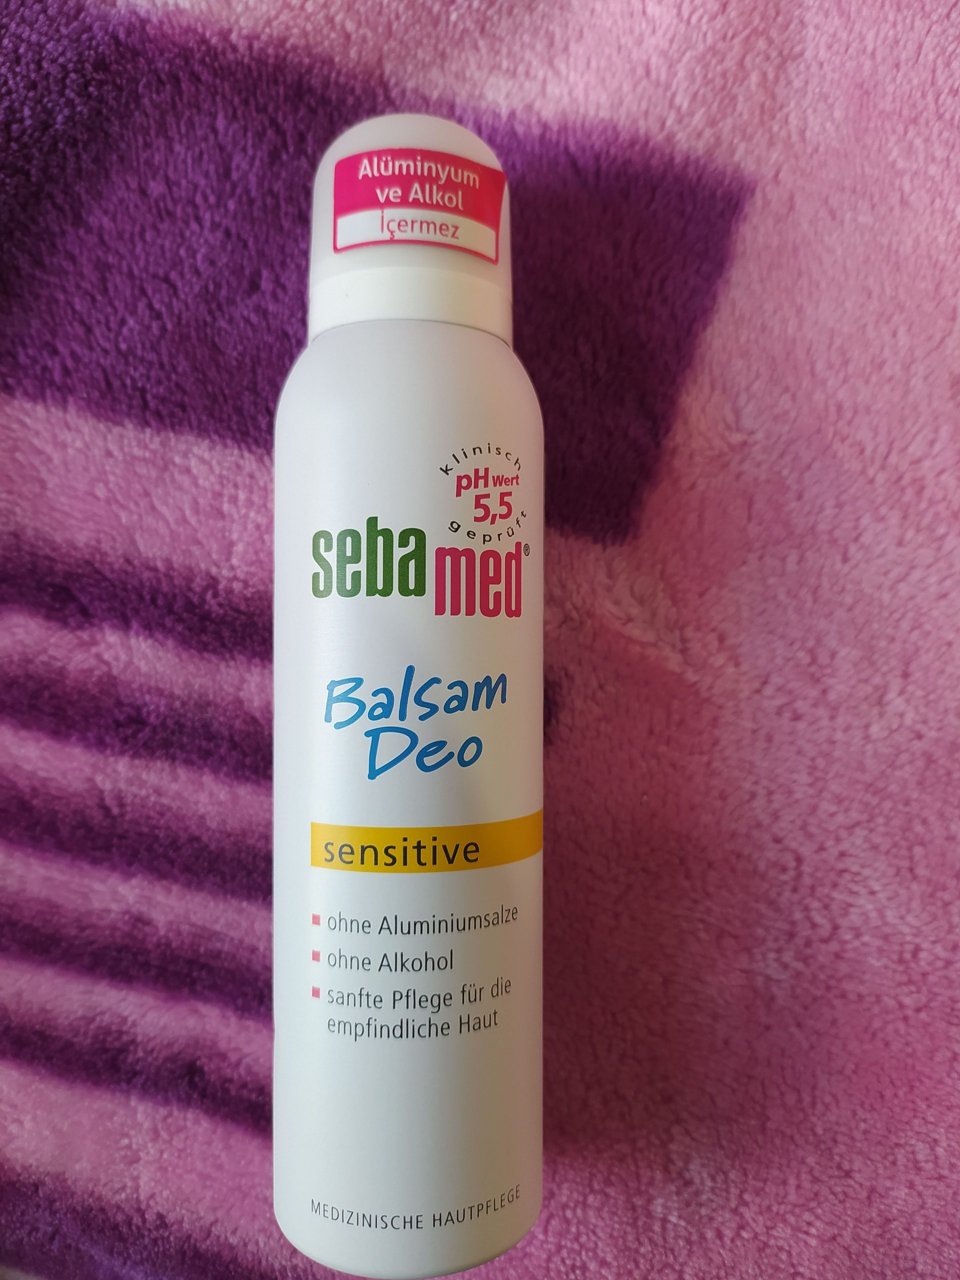 Alüminyum
ve Alkol
İçermez
klinisch
pH Wert
5,5
geprüft
sebamed®
Balsam
Deo
sensitive
ohne Aluminiumsalze
ohne Alkohol
sanfte Pflege für die
empfindliche Haut
MEDIZINISCHE HAUTPFLEGE